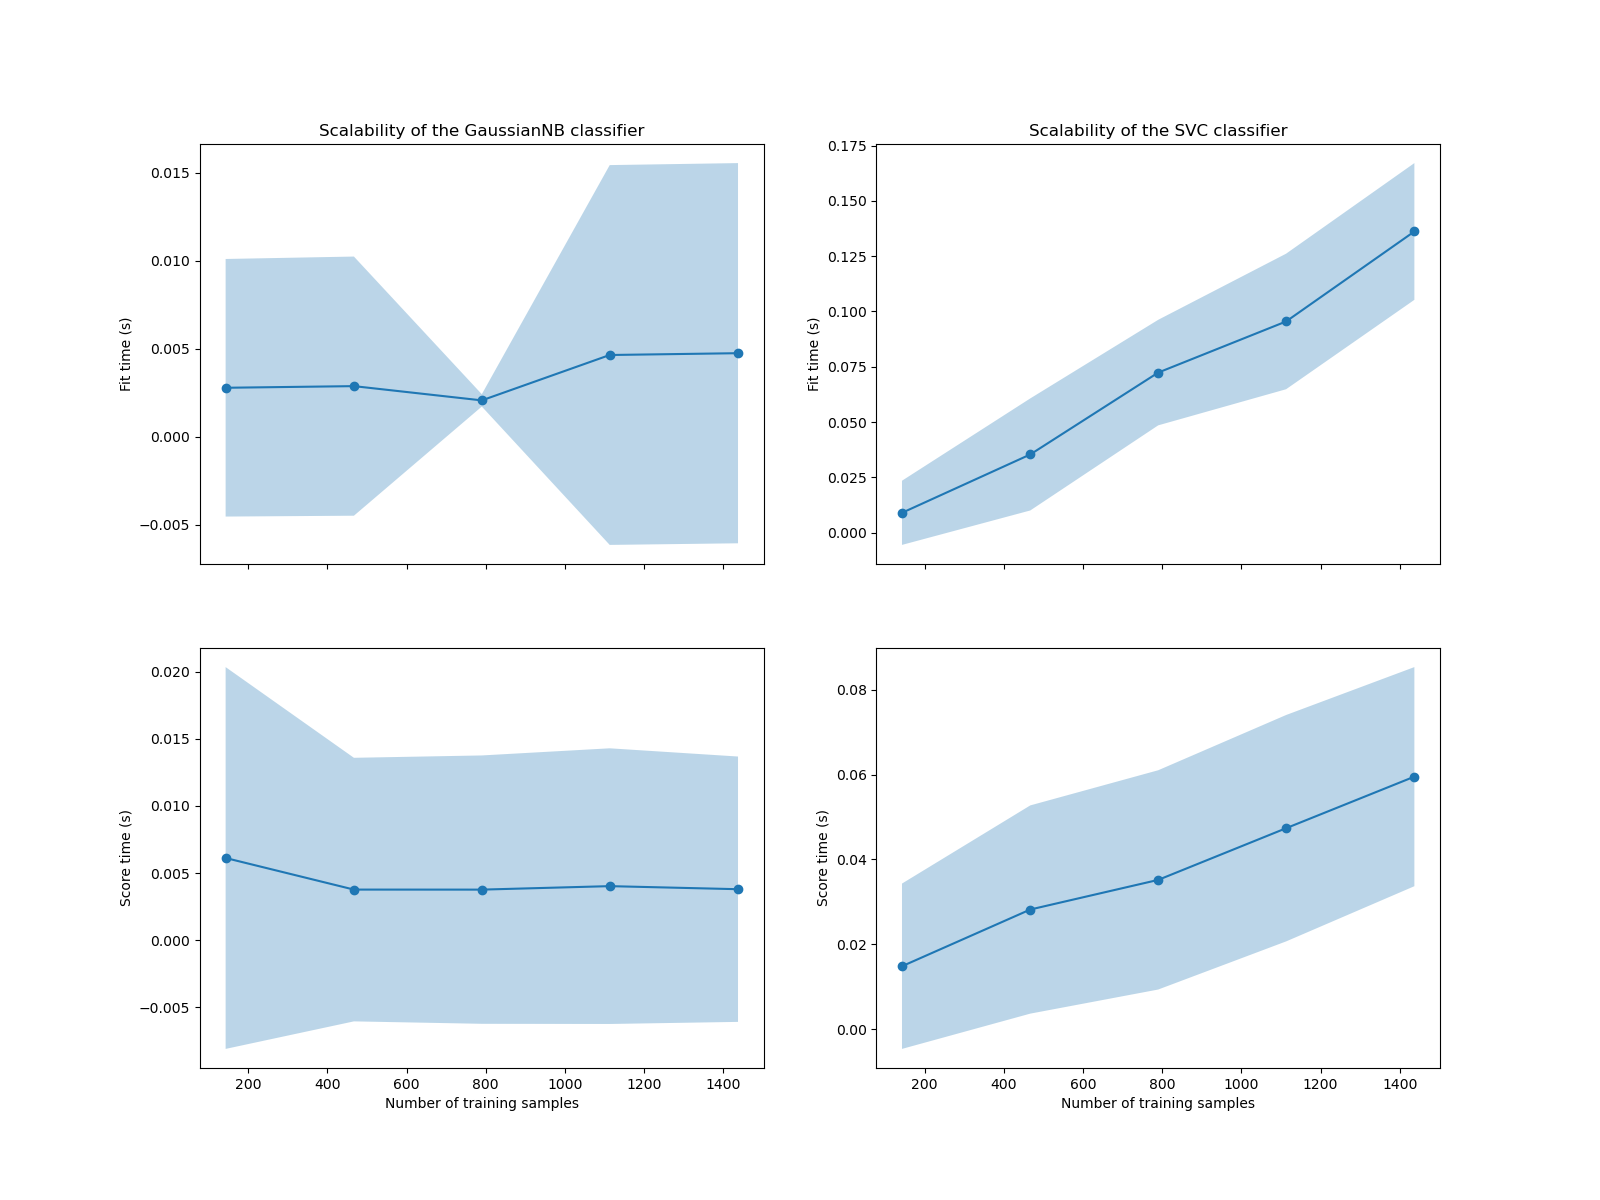 Scalability of the GaussianNB classifier
0.015
0.010
0.005
0.000
−0.005
Fit time (s)
Scalability of the SVC classifier
0.175
0.150
0.125
0.100
0.075
0.050
0.025
0.000
Fit time (s)
0.020
0.015
0.010
0.005
0.000
−0.005
Score time (s)
200 400 600 800 1000 1200 1400
Number of training samples
0.08
0.06
0.04
0.02
0.00
Score time (s)
200 400 600 800 1000 1200 1400
Number of training samples